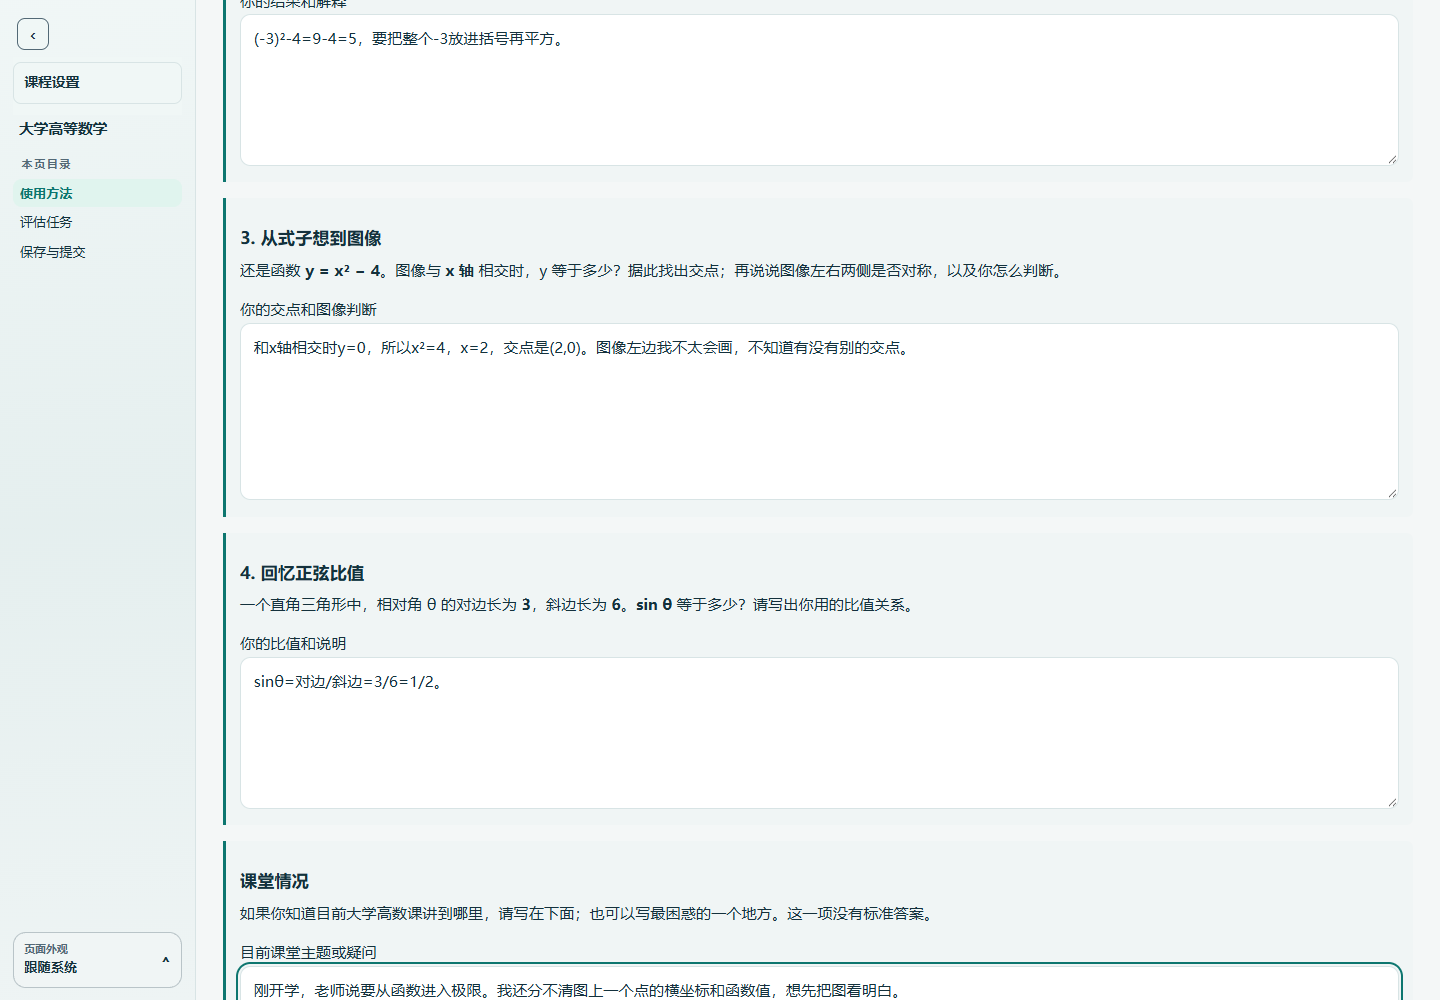 ‹
课程设置
大学高等数学
本页目录
使用方法
评估任务
保存与提交
页面外观
跟随系统
你的结果和解释
(-3)²-4=9-4=5，要把整个-3放进括号再平方。
3. 从式子想到图像
还是函数 y = x² − 4。图像与 x 轴 相交时，y 等于多少？据此找出交点；再说说图像左右两侧是否对称，以及你怎么判断。
你的交点和图像判断
和x轴相交时y=0，所以x²=4，x=2，交点是(2,0)。图像左边我不太会画，不知道有没有别的交点。
4. 回忆正弦比值
一个直角三角形中，相对角 θ 的对边长为 3，斜边长为 6。sin θ 等于多少？请写出你用的比值关系。
你的比值和说明
sinθ=对边/斜边=3/6=1/2。
课堂情况
如果你知道目前大学高数课讲到哪里，请写在下面；也可以写最困惑的一个地方。这一项没有标准答案。
目前课堂主题或疑问
刚开学，老师说要从函数进入极限。我还分不清图上一个点的横坐标和函数值，想先把图看明白。